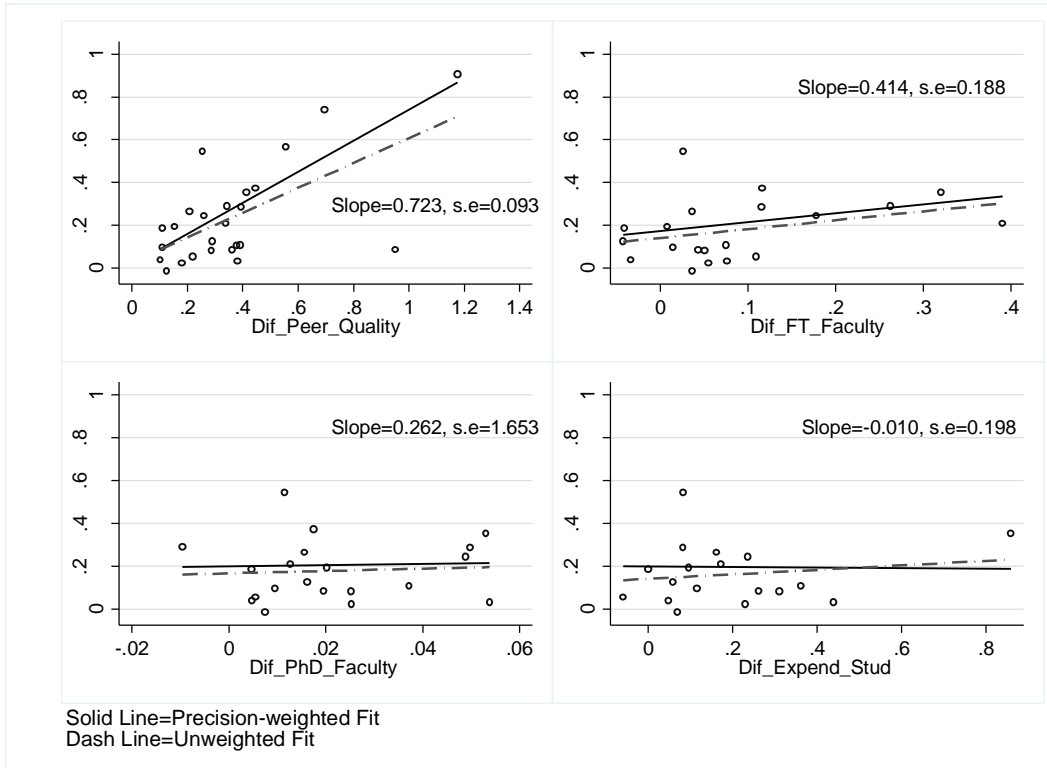 1
.8
.6
.4
.2
0
Slope=0.723, s.e=0.093
0 .2 .4 .6 .8 1 1.2 1.4
Dif_Peer_Quality
1
.8
.6
.4
.2
0
Slope=0.414, s.e=0.188
0 .1 .2 .3 .4
Dif_FT_Faculty
1
.8
.6
.4
.2
0
Slope=0.262, s.e=1.653
-.02 0 .02 .04 .06
Dif_PhD_Faculty
1
.8
.6
.4
.2
0
Slope=-0.010, s.e=0.198
0 .2 .4 .6 .8
Dif_Expend_Stud
Solid Line=Precision-weighted Fit
Dash Line=Unweighted Fit